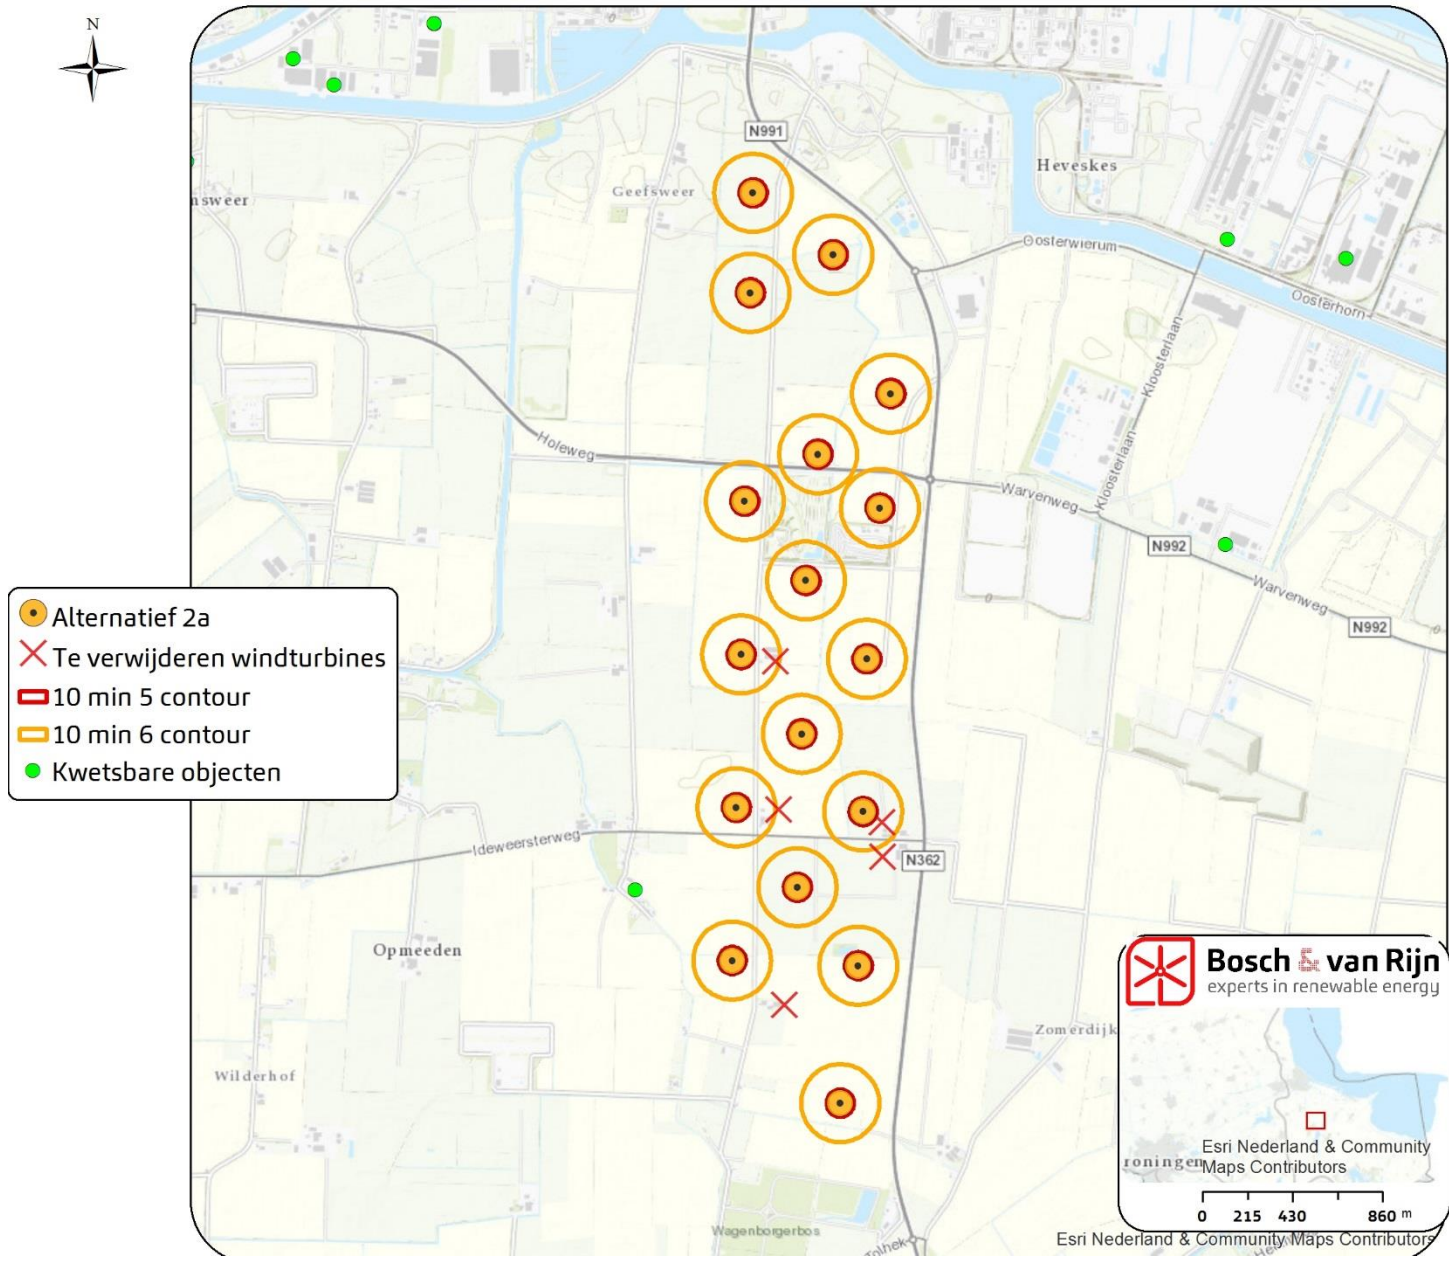 N
N991
Heveskes
Geefsweer
nsweer
Oosterwierum
Oosterhorn
Kloosterlaan
Kloosterlaan
Holeweg
Warvenweg
N992
Warvenweg
N992
Alternatief 2a
Te verwijderen windturbines
10 min 5 contour
10 min 6 contour
Kwetsbare objecten
Ideweersterweg
N362
Opmeeden
Zomerdijk
Wilderhof
Wagenborgerbos
Tolhek
Bosch & van Rijn
experts in renewable energy
Esri Nederland & Community
roningen Maps Contributors
0 215 430 860 m
Esri Nederland & Community Maps Contributors